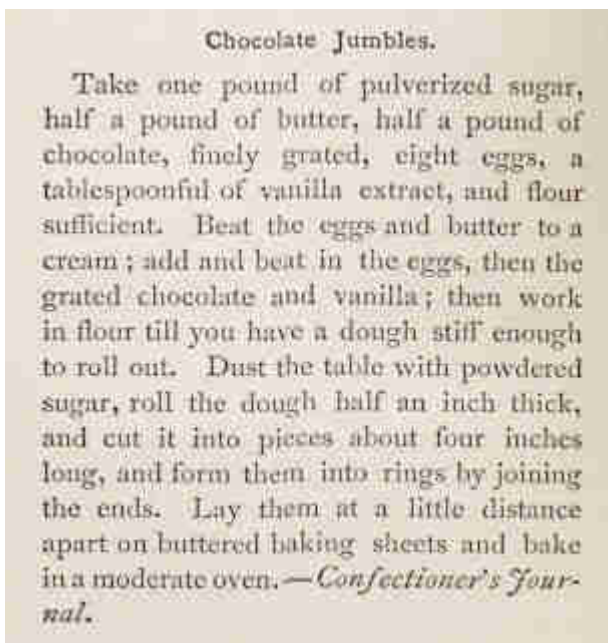 Chocolate Jumbles.
Take one pound of pulverized sugar,
half a pound of butter, half a pound of
chocolate, finely grated, eight eggs, a
tablespoonful of vanilla extract, and flour
sufficient. Beat the eggs and butter to a
cream; add and beat in the eggs, then the
grated chocolate and vanilla; then work
in flour till you have a dough stiff enough
to roll out. Dust the table with powdered
sugar, roll the dough half an inch thick,
and cut it into pieces about four inches
long, and form them into rings by joining
the ends. Lay them at a little distance
apart on buttered baking sheets and bake
in a moderate oven.—Confectioner's Jour-
nal.